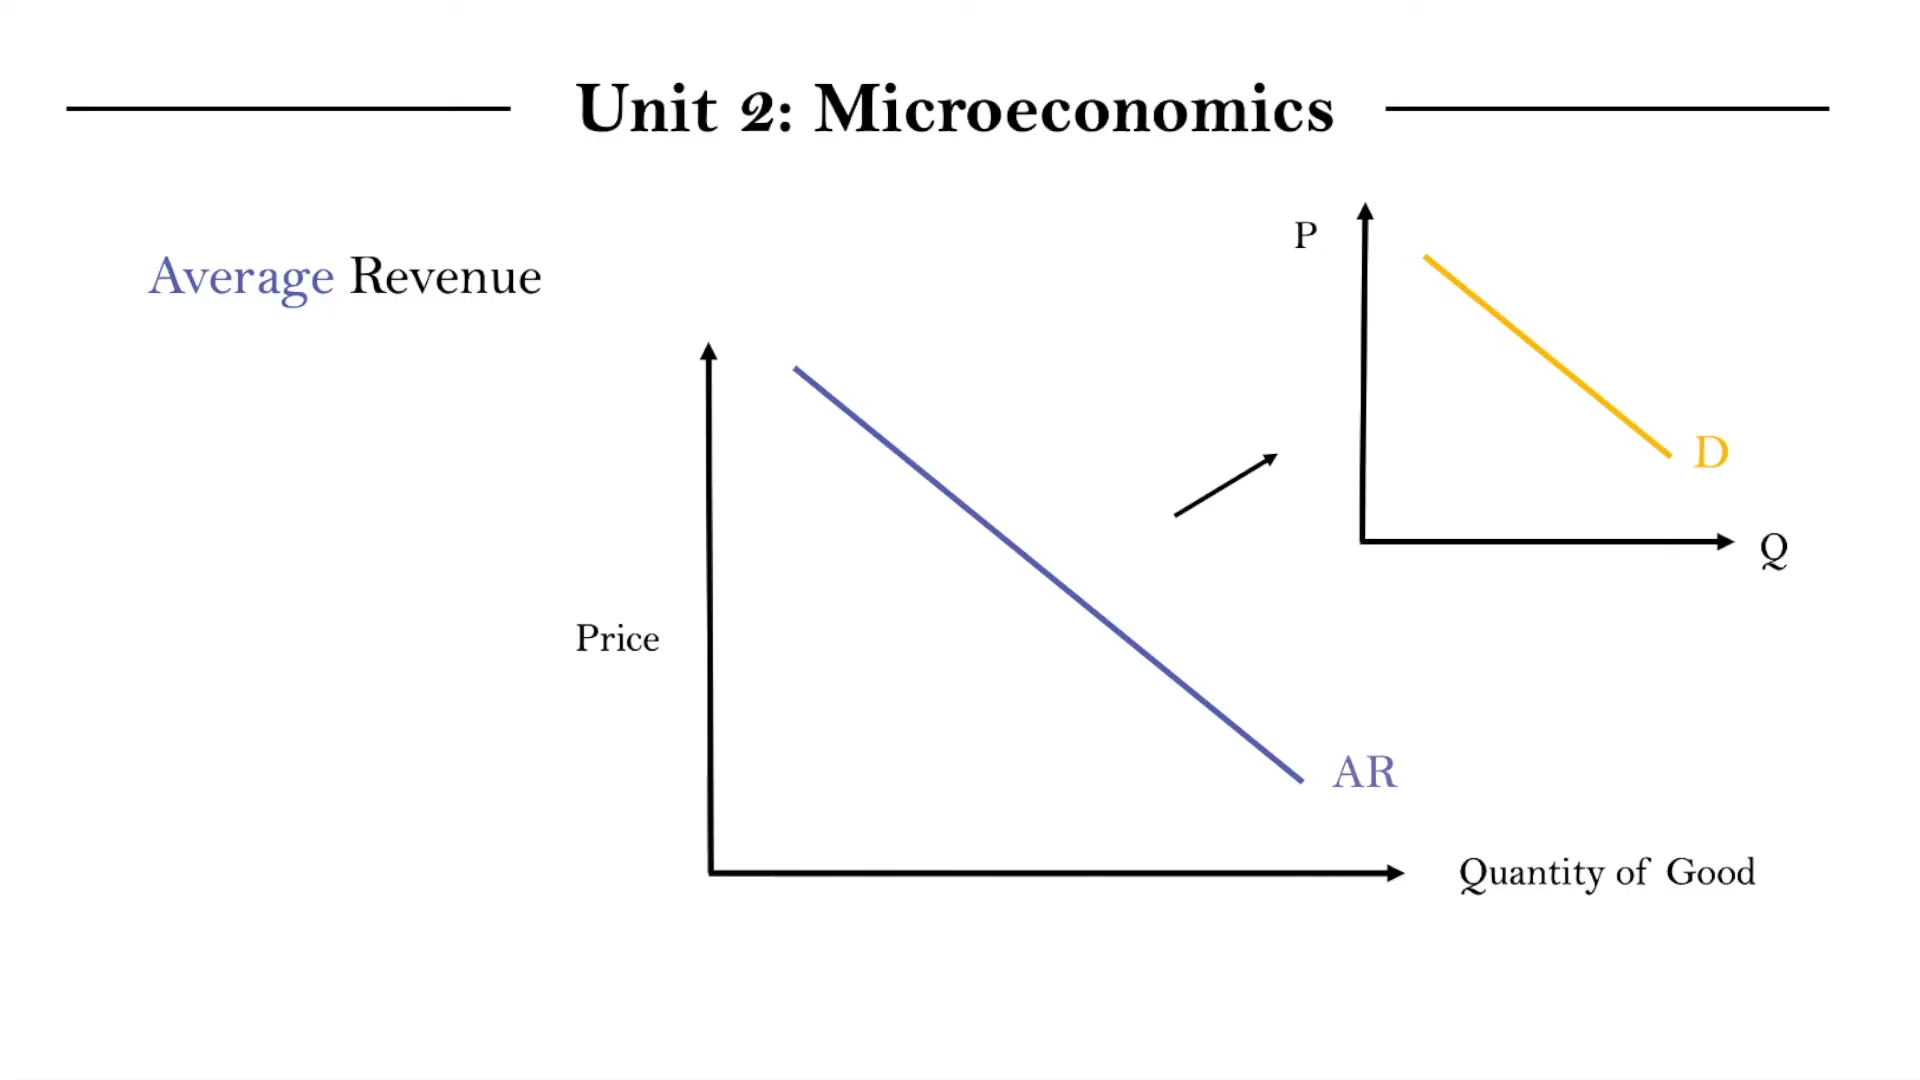 Unit 2: Microeconomics
Average Revenue
P
D
Q
Price
AR
Quantity of Good